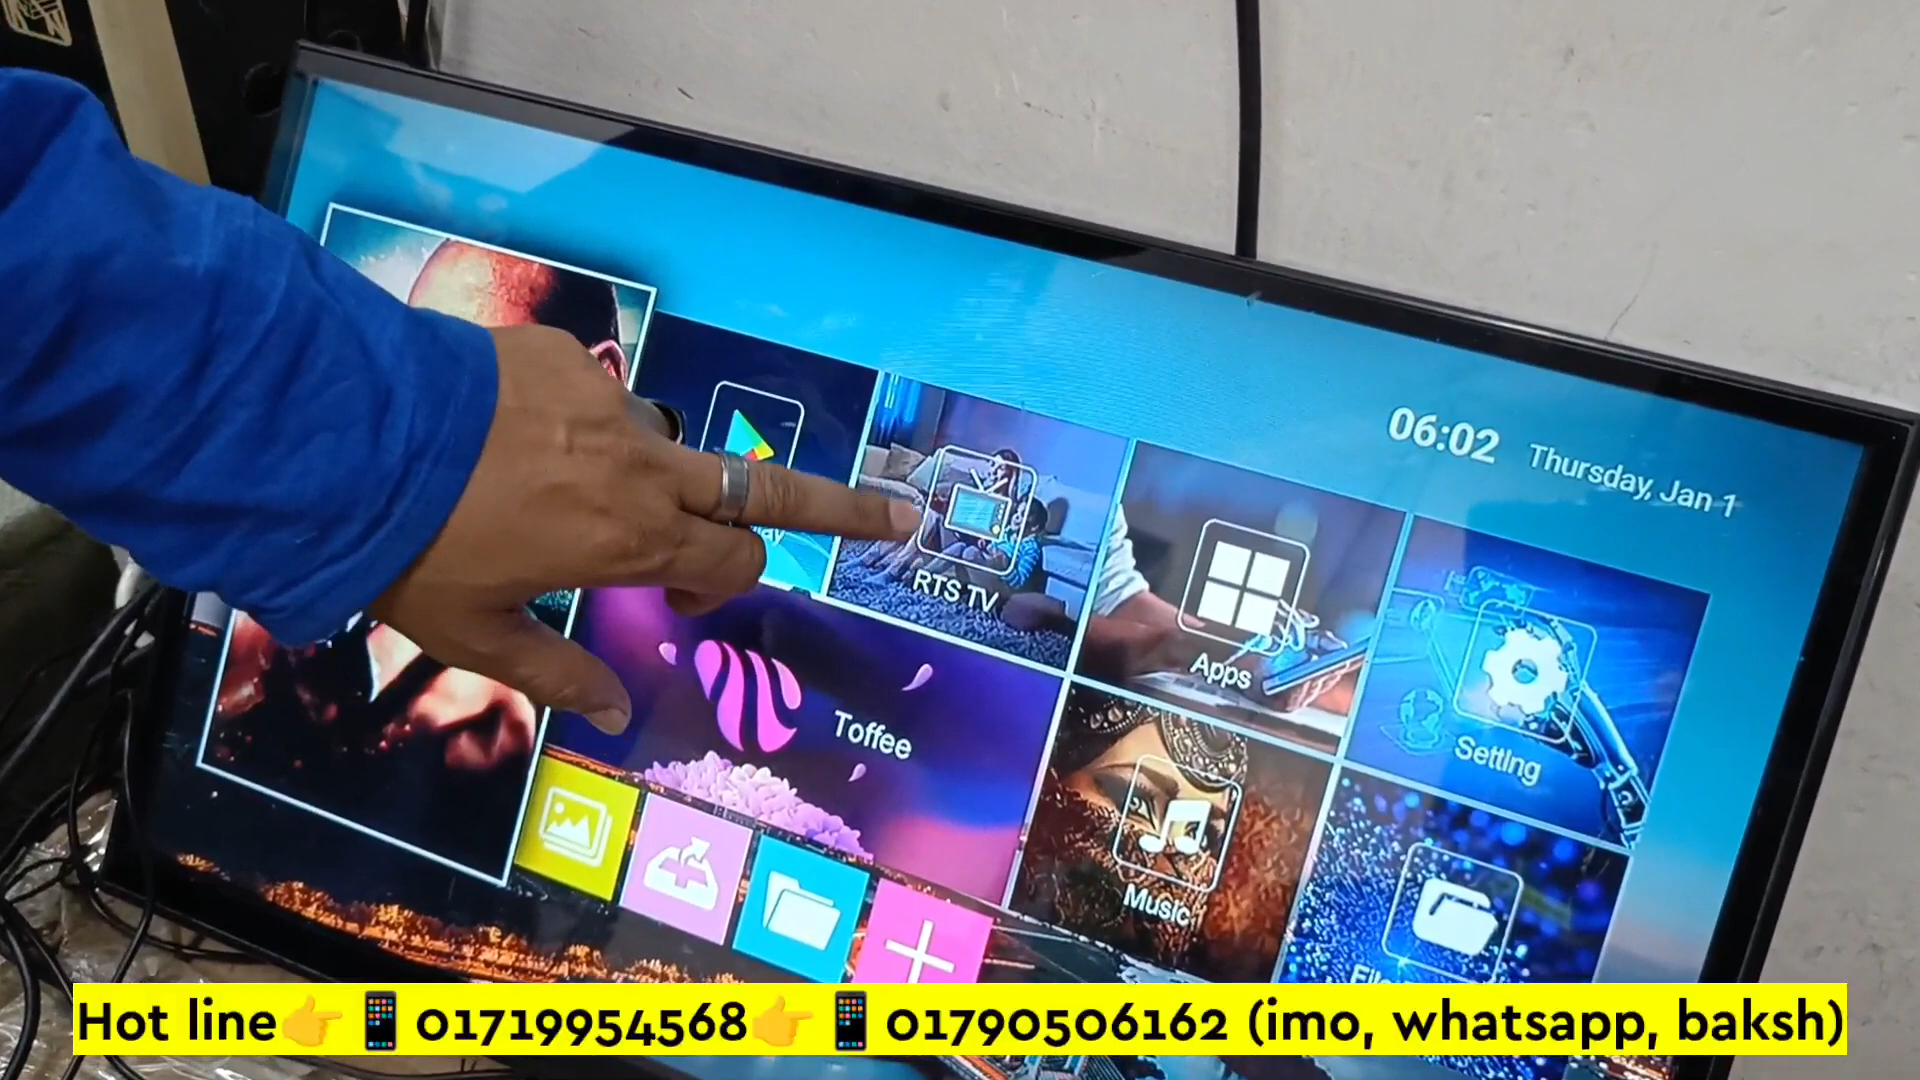 06:02 Thursday, Jan 1
RTS TV
Apps
Setting
Toffee
Music
Hot line👉📱01719954568👉📱01790506162 (imo, whatsapp, baksh)